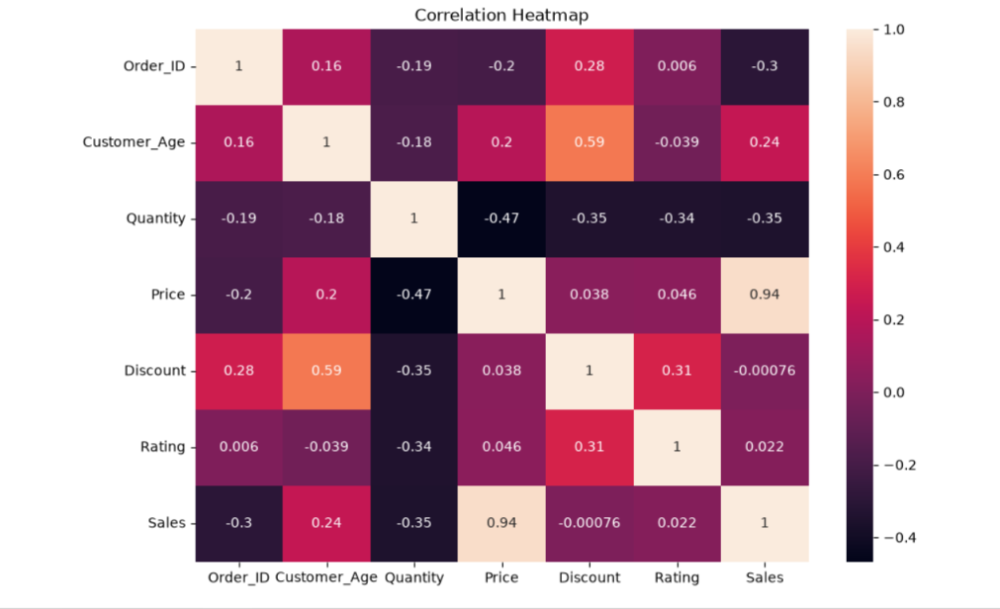 Correlation Heatmap
Order_ID 1 0.16 -0.19 -0.2 0.28 0.006 -0.3
Customer_Age 0.16 1 -0.18 0.2 0.59 -0.039 0.24
Quantity -0.19 -0.18 1 -0.47 -0.35 -0.34 -0.35
Price -0.2 0.2 -0.47 1 0.038 0.046 0.94
Discount 0.28 0.59 -0.35 0.038 1 0.31 -0.00076
Rating 0.006 -0.039 -0.34 0.046 0.31 1 0.022
Sales -0.3 0.24 -0.35 0.94 -0.00076 0.022 1
Order_ID Customer_Age Quantity Price Discount Rating Sales
1.0
0.8
0.6
0.4
0.2
0.0
−0.2
−0.4